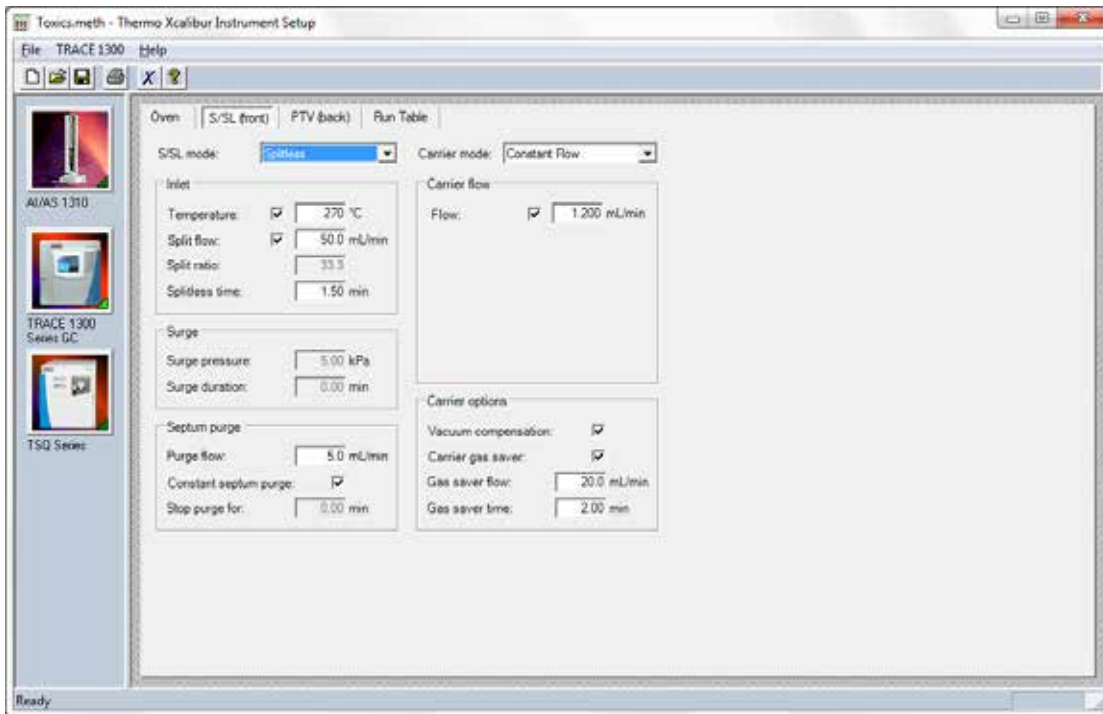 Toxics.meth - Thermo Xcalibur Instrument Setup
File TRACE 1300 Help
Oven S/SL (front) PTV (back) Run Table
S/SL mode: Splitless Carrier mode: Constant Flow
Inlet
Temperature: 270 °C
Split flow: 50.0 mL/min
Split ratio: 33.3
Splitless time: 1.50 min
Surge
Surge pressure: 5.00 kPa
Surge duration: 0.00 min
Septum purge
Purge flow: 5.0 mL/min
Constant septum purge:
Stop purge for: 0.00 min
Carrier flow
Flow: 1.200 mL/min
Carrier options
Vacuum compensation:
Carrier gas saver:
Gas saver flow: 20.0 mL/min
Gas saver time: 2.00 min
AI/AS 1310
TRACE 1300
Series GC
TSQ Series
Ready